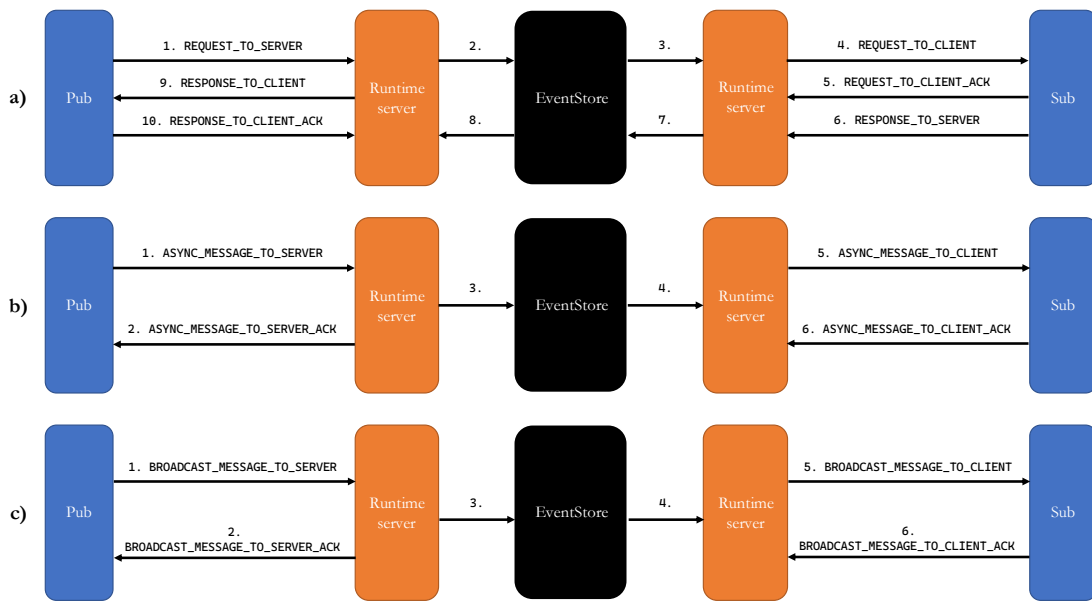 1. REQUEST_TO_SERVER
2.
3.
4. REQUEST_TO_CLIENT
9. RESPONSE_TO_CLIENT
5. REQUEST_TO_CLIENT_ACK
a)
Pub
Runtime
server
EventStore
Runtime
server
Sub
10. RESPONSE_TO_CLIENT_ACK
8.
7.
6. RESPONSE_TO_SERVER
1. ASYNC_MESSAGE_TO_SERVER
5. ASYNC_MESSAGE_TO_CLIENT
b)
Pub
Runtime
server
3.
EventStore
4.
Runtime
server
Sub
2. ASYNC_MESSAGE_TO_SERVER_ACK
6. ASYNC_MESSAGE_TO_CLIENT_ACK
1. BROADCAST_MESSAGE_TO_SERVER
5. BROADCAST_MESSAGE_TO_CLIENT
c)
Pub
Runtime
server
3.
EventStore
4.
Runtime
server
Sub
2.
BROADCAST_MESSAGE_TO_SERVER_ACK
6.
BROADCAST_MESSAGE_TO_CLIENT_ACK